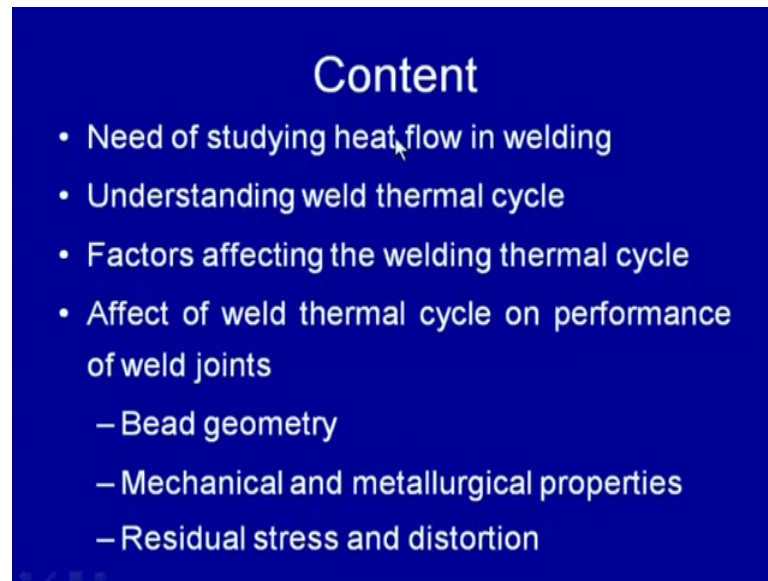 Content
• Need of studying heat flow in welding
• Understanding weld thermal cycle
• Factors affecting the welding thermal cycle
• Affect of weld thermal cycle on performance
of weld joints
– Bead geometry
– Mechanical and metallurgical properties
– Residual stress and distortion